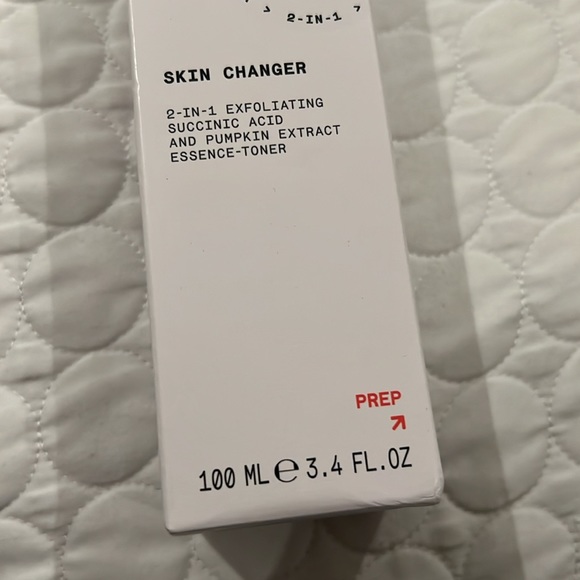 2-IN-1
SKIN CHANGER
2-IN-1 EXFOLIATING
SUCCINIC ACID
AND PUMPKIN EXTRACT
ESSENCE-TONER
PREP
100 ML e 3.4 FL.OZ